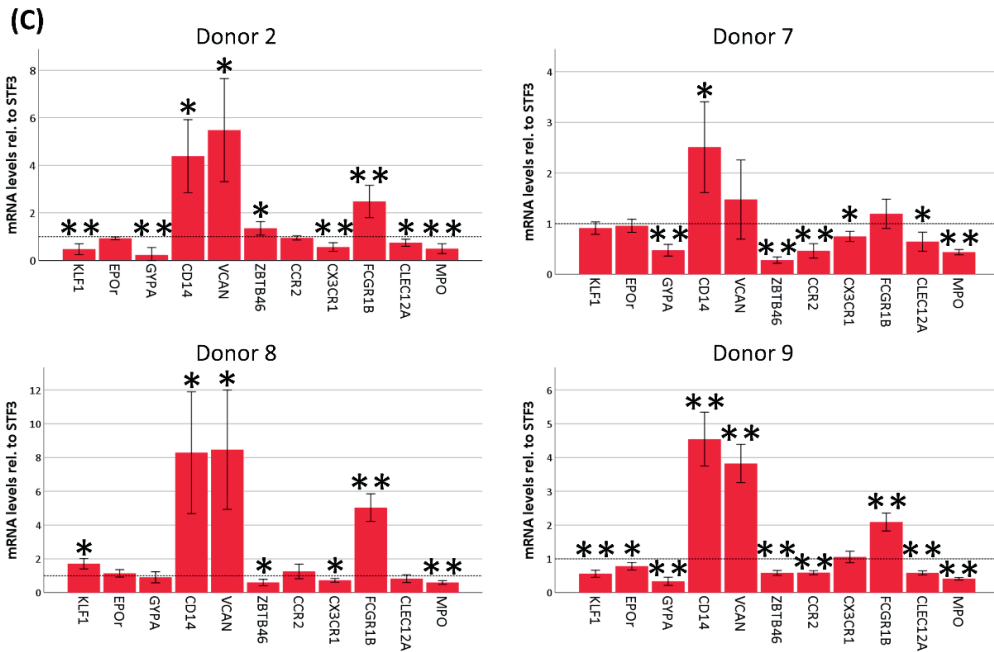 (C)
Donor 2
mRNA levels rel. to STF3
8
6
4
2
0
* * * * * * * * * * * * * *
KLF1 EPOr GYPA CD14 VCAN ZBTB46 CCR2 CX3CR1 FCGR1B CLEC12A MPO
Donor 7
mRNA levels rel. to STF3
4
3
2
1
0
* * * * * * * * * * *
KLF1 EPOr GYPA CD14 VCAN ZBTB46 CCR2 CX3CR1 FCGR1B CLEC12A MPO
Donor 8
mRNA levels rel. to STF3
12
10
8
6
4
2
0
* * * * * * * * *
KLF1 EPOr GYPA CD14 VCAN ZBTB46 CCR2 CX3CR1 FCGR1B CLEC12A MPO
Donor 9
mRNA levels rel. to STF3
6
5
4
3
2
1
0
* * * * * * * * * * * * * * * * * * *
KLF1 EPOr GYPA CD14 VCAN ZBTB46 CCR2 CX3CR1 FCGR1B CLEC12A MPO